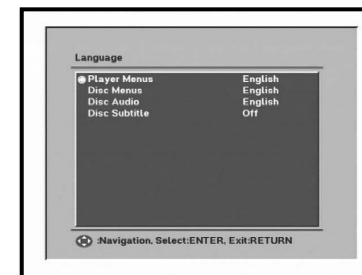 Language
Player Menus English
Disc Menus English
Disc Audio English
Disc Subtitle Off
:Navigation, Select:ENTER, Exit:RETURN